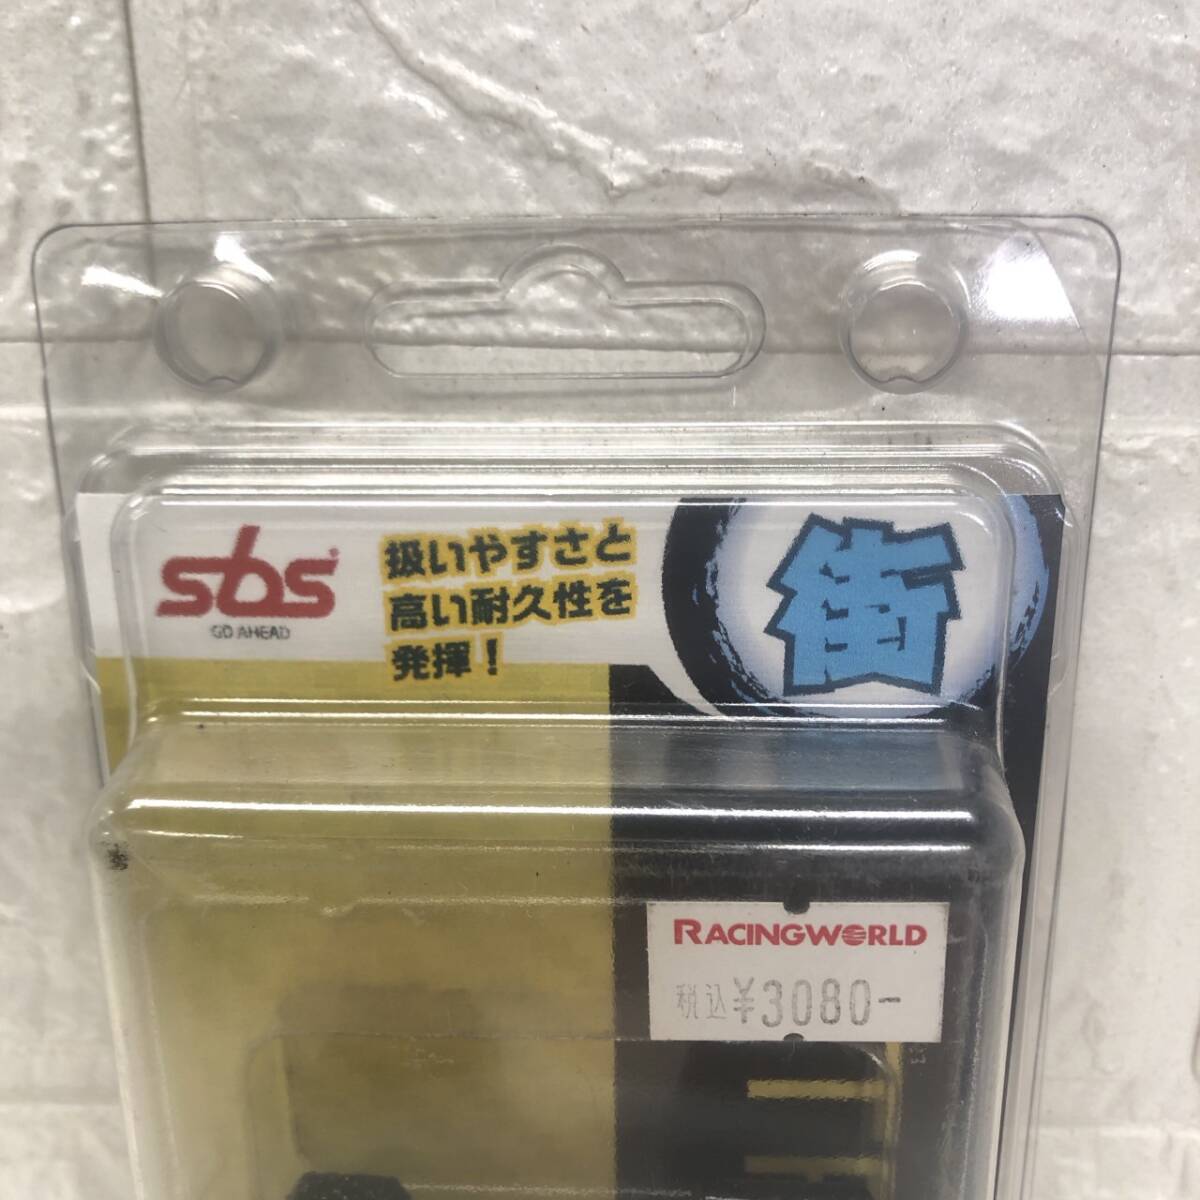 sbs
GO AHEAD
扱いやすさと
高い耐久性を
発揮！
街
RACINGWORLD
税込¥3080-